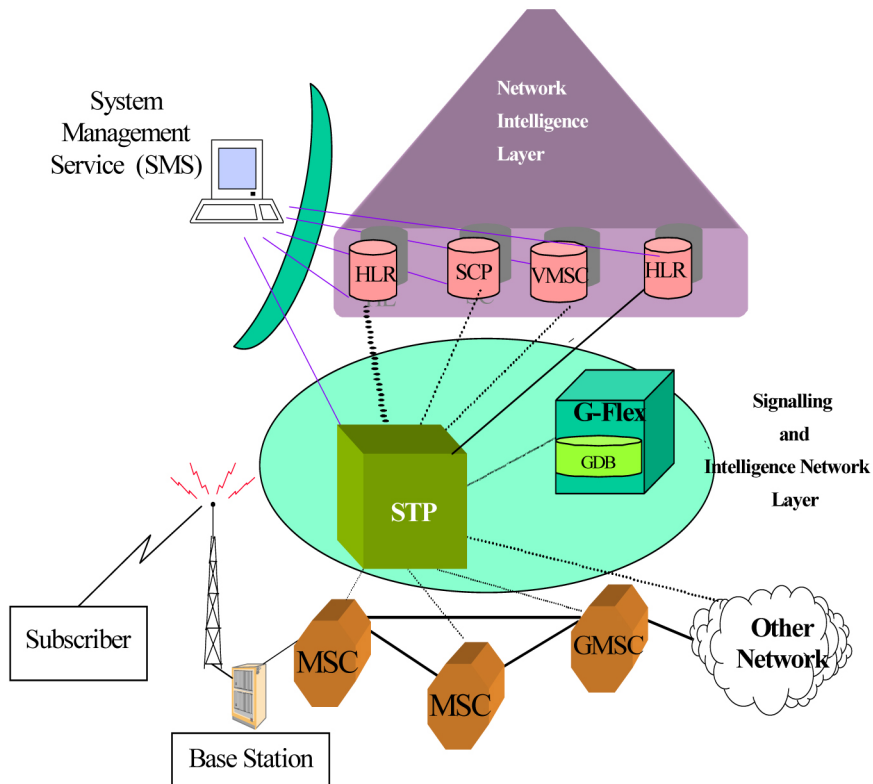 System
Management
Service (SMS)
Network
Intelligence
Layer
HLR
SCP
VMSC
HLR
G-Flex
GDB
Signalling
and
Intelligence Network
Layer
STP
Subscriber
MSC
MSC
GMSC
Other
Network
Base Station